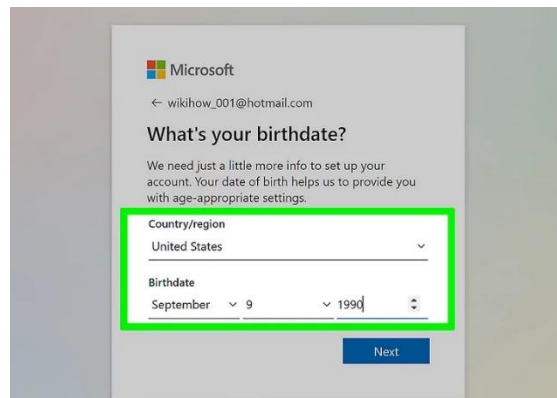 Microsoft
← wikihow_001@hotmail.com
What's your birthdate?
We need just a little more info to set up your
account. Your date of birth helps us to provide you
with age-appropriate settings.
Country/region
United States
Birthdate
September 9 1990
Next